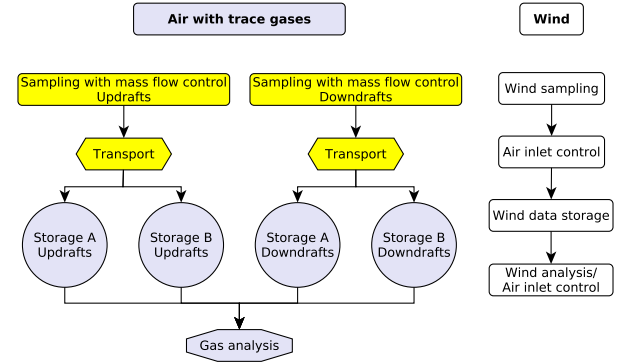 Air with trace gases
Wind
Sampling with mass flow control
Updrafts
Sampling with mass flow control
Downdrafts
Wind sampling
Transport
Transport
Air inlet control
Storage A
Updrafts
Storage B
Updrafts
Storage A
Downdrafts
Storage B
Downdrafts
Wind data storage
Wind analysis/
Air inlet control
Gas analysis